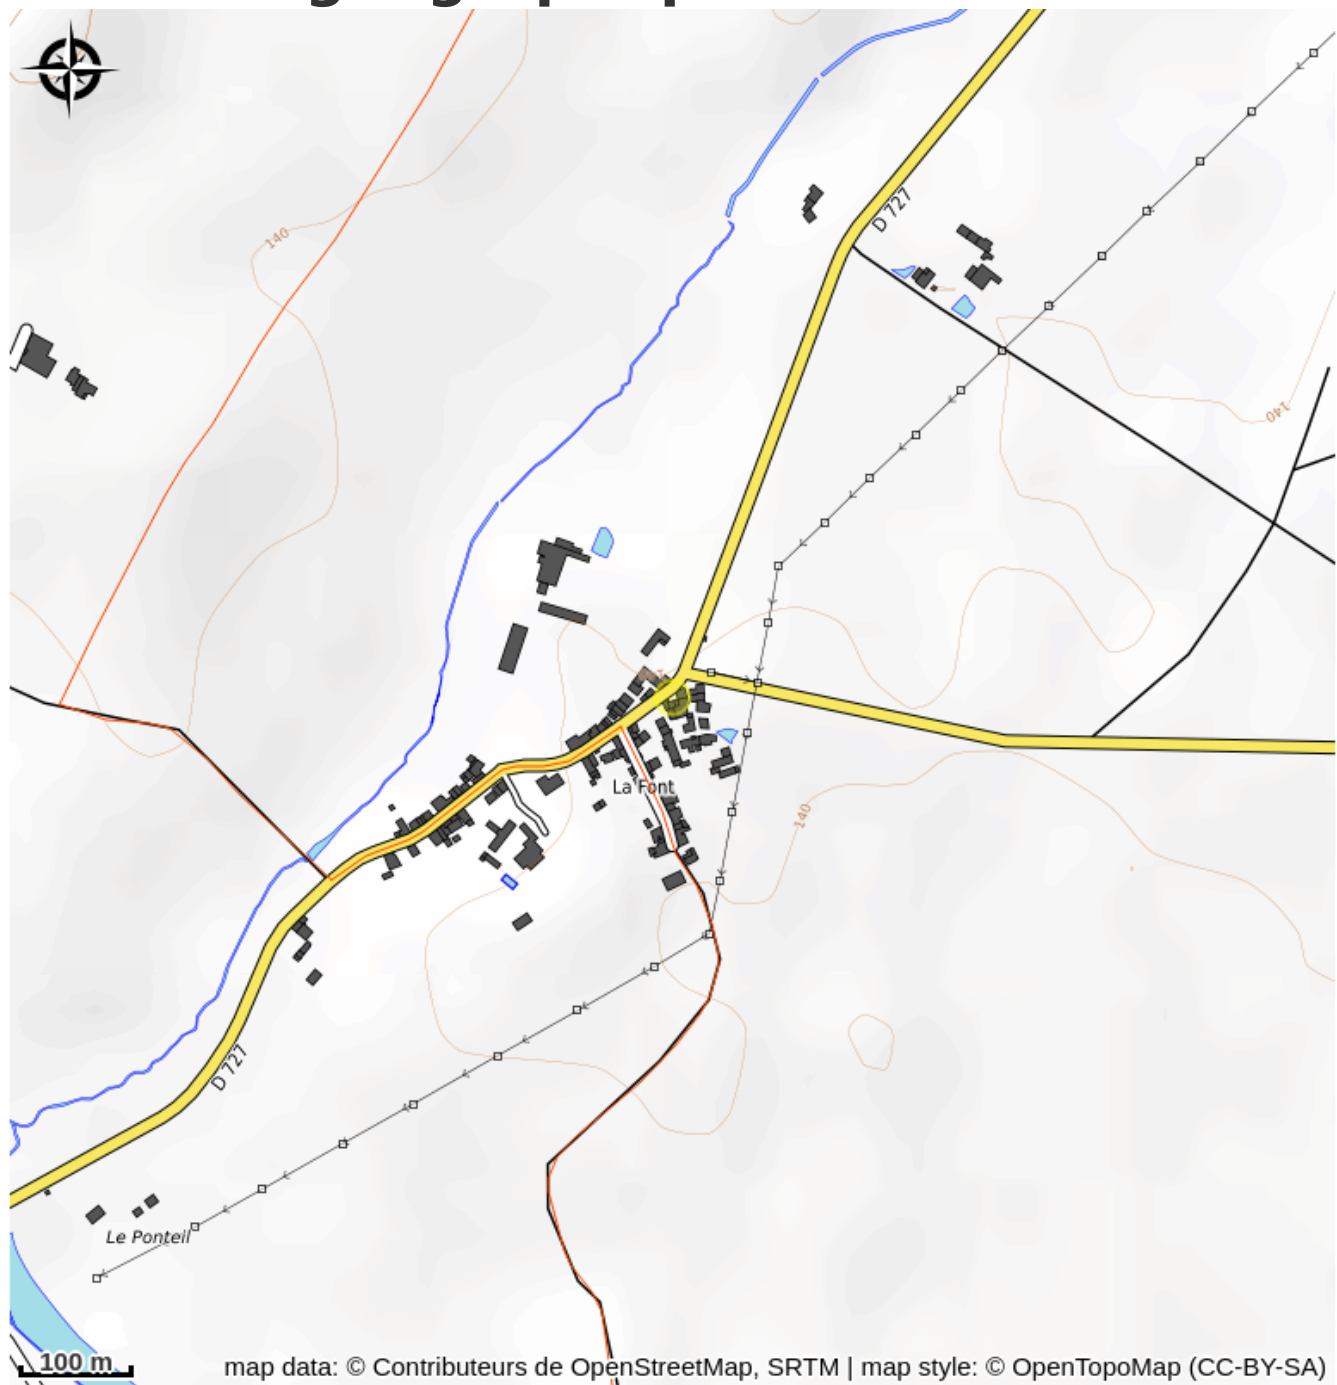 D 727
140
140
La Font
140
D 727
Le Ponteil
100 m
map data: © Contributeurs de OpenStreetMap, SRTM | map style: © OpenTopoMap (CC-BY-SA)